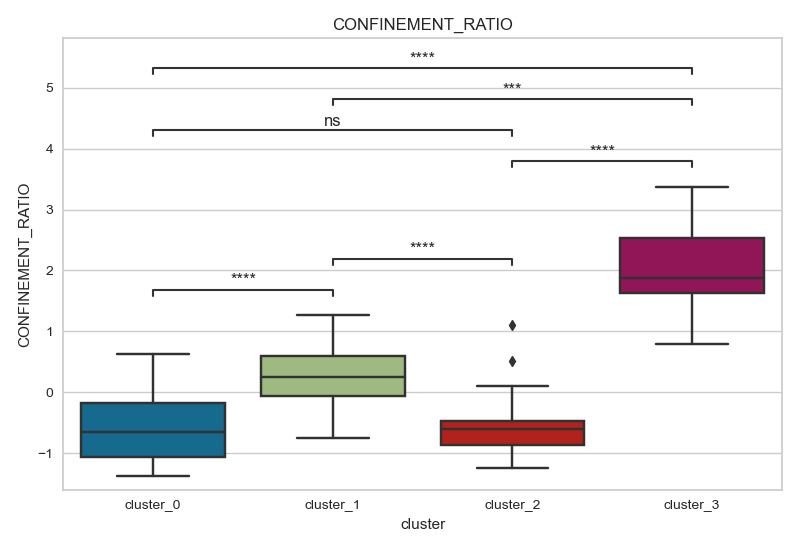 CONFINEMENT_RATIO
****
***
ns
****
****
****
5
4
3
2
1
0
−1
CONFINEMENT_RATIO
cluster_0 cluster_1 cluster_2 cluster_3
cluster